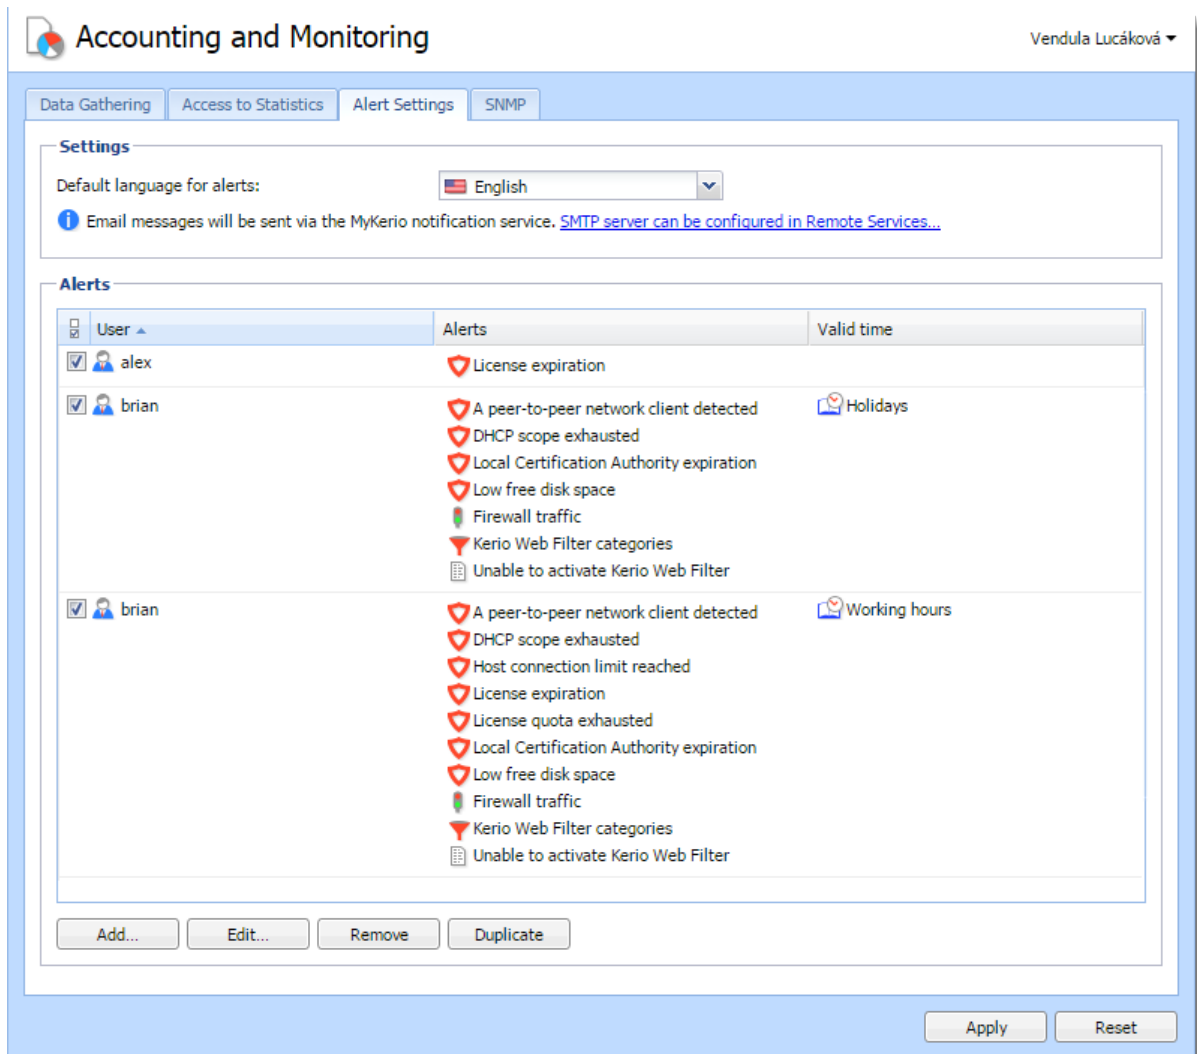 Accounting and Monitoring
Vendula Lucáková
Data Gathering
Access to Statistics
Alert Settings
SNMP
Settings
Default language for alerts:
English
Email messages will be sent via the MyKerio notification service. SMTP server can be configured in Remote Services...
Alerts
User
Alerts
Valid time
alex
License expiration
brian
A peer-to-peer network client detected
Holidays
DHCP scope exhausted
Local Certification Authority expiration
Low free disk space
Firewall traffic
Kerio Web Filter categories
Unable to activate Kerio Web Filter
brian
A peer-to-peer network client detected
Working hours
DHCP scope exhausted
Host connection limit reached
License expiration
License quota exhausted
Local Certification Authority expiration
Low free disk space
Firewall traffic
Kerio Web Filter categories
Unable to activate Kerio Web Filter
Add...
Edit...
Remove
Duplicate
Apply
Reset